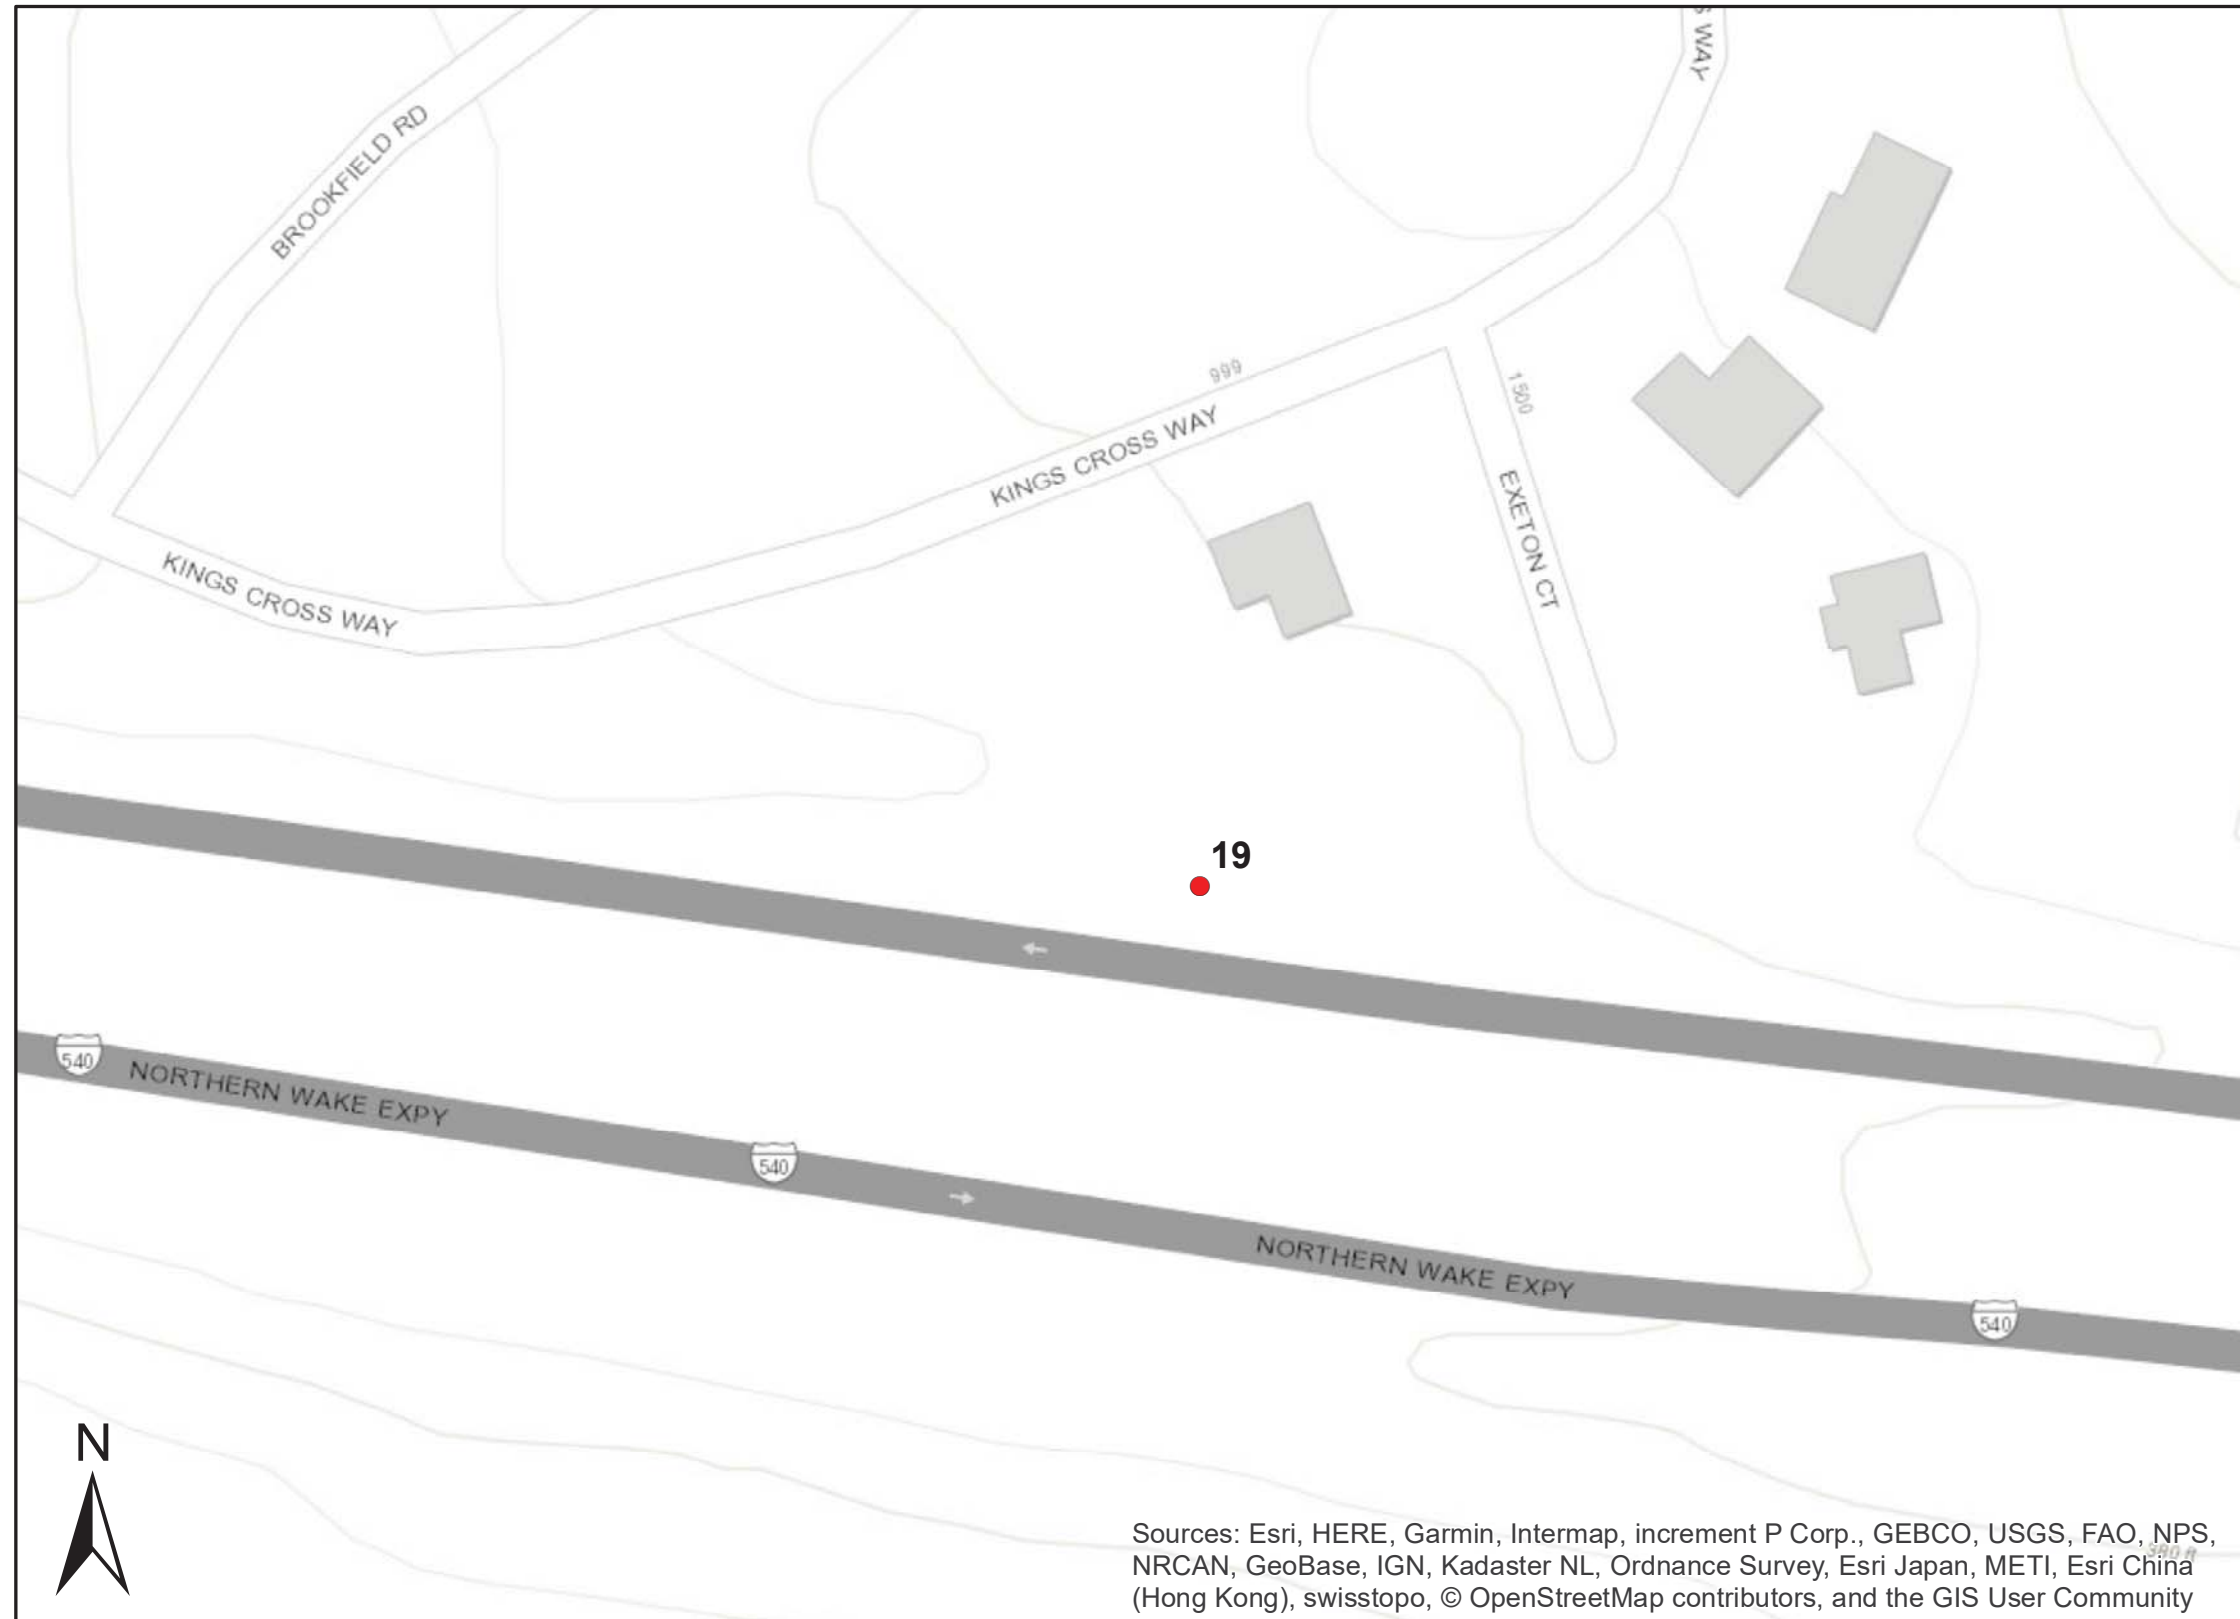 S WAY
BROOKFIELD RD
999
1500
KINGS CROSS WAY
EXETON CT
KINGS CROSS WAY
19
540
NORTHERN WAKE EXPY
540
NORTHERN WAKE EXPY
540
N
Sources: Esri, HERE, Garmin, Intermap, increment P Corp., GEBCO, USGS, FAO, NPS,
NRCAN, GeoBase, IGN, Kadaster NL, Ordnance Survey, Esri Japan, METI, Esri China
380 ft
(Hong Kong), swisstopo, © OpenStreetMap contributors, and the GIS User Community